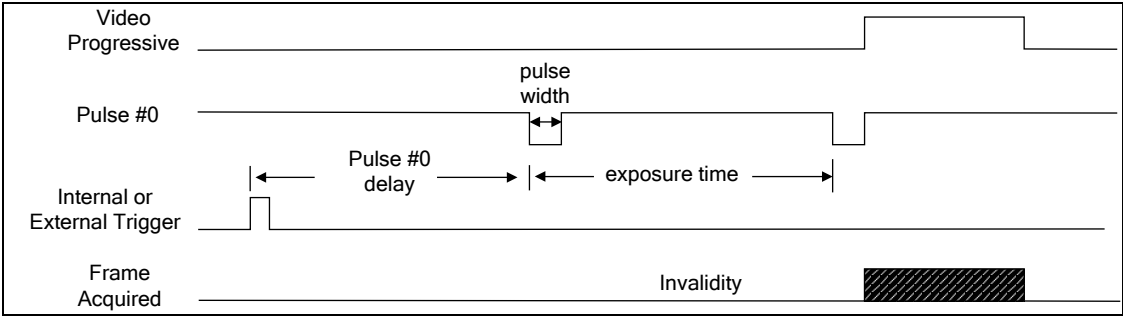 Video
Progressive
pulse
width
Pulse #0
Pulse #0
delay
exposure time
Internal or
External Trigger
Frame
Acquired
Invalidity